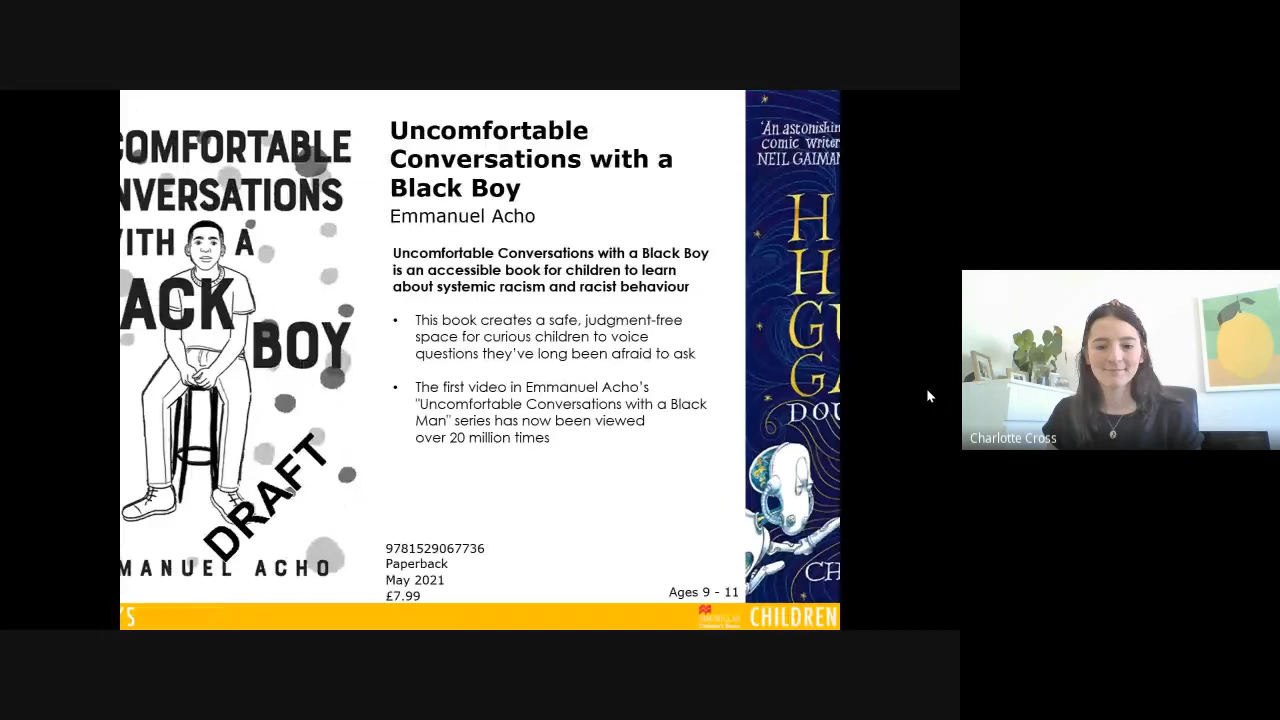 COMFORTABLE
NVERSATIONS
ITH A
ACK
BOY
DRAFT
MANUEL ACHO
Uncomfortable
Conversations with a
Black Boy
Emmanuel Acho
Uncomfortable Conversations with a Black Boy
is an accessible book for children to learn
about systemic racism and racist behaviour
• This book creates a safe, judgment-free
space for curious children to voice
questions they’ve long been afraid to ask
• The first video in Emmanuel Acho’s
"Uncomfortable Conversations with a Black
Man" series has now been viewed
over 20 million times
9781529067736
Paperback
May 2021
£7.99
Ages 9 - 11
'An astonishin
comic writer
NEIL GAIMAN
H
H
GU
GA
DOU
CH
'S
CHILDREN
Charlotte Cross